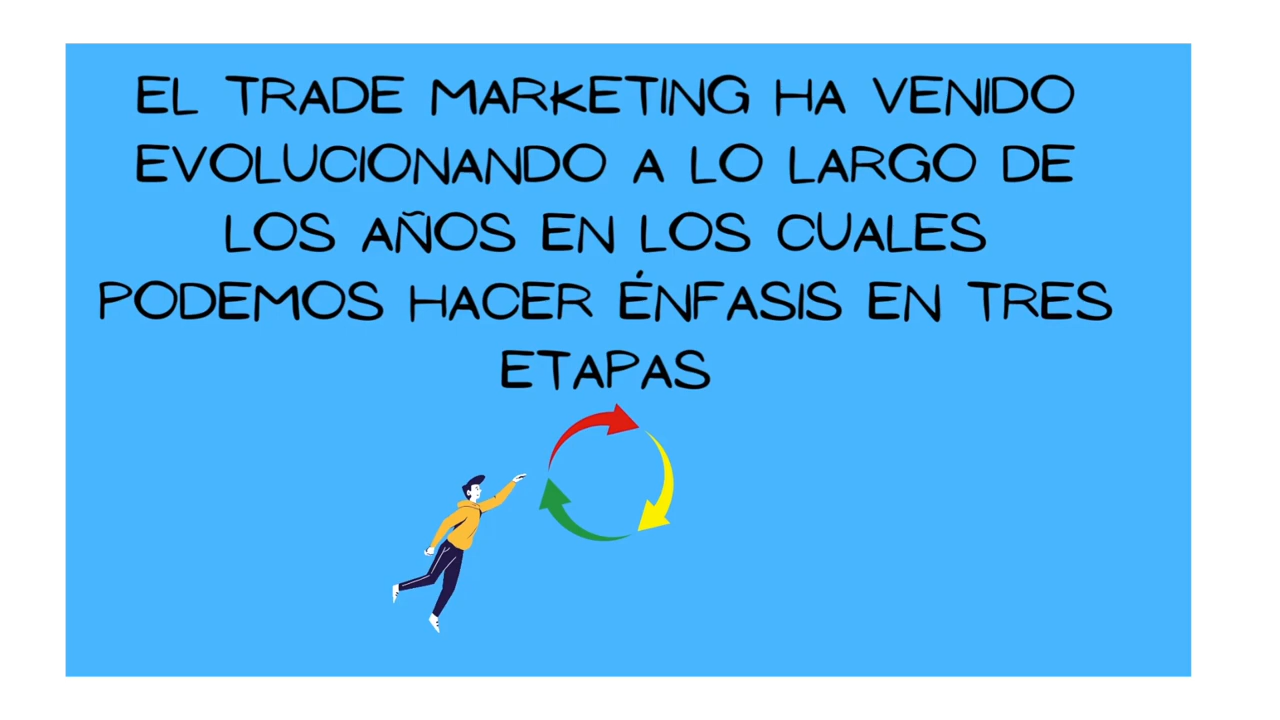 EL TRADE MARKETING HA VENIDO
EVOLUCIONANDO A LO LARGO DE
LOS AÑOS EN LOS CUALES
PODEMOS HACER ÉNFASIS EN TRES
ETAPAS